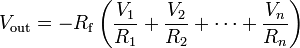 V_out = −R_f ( V_1/R_1 + V_2/R_2 + ⋯ + V_n/R_n )